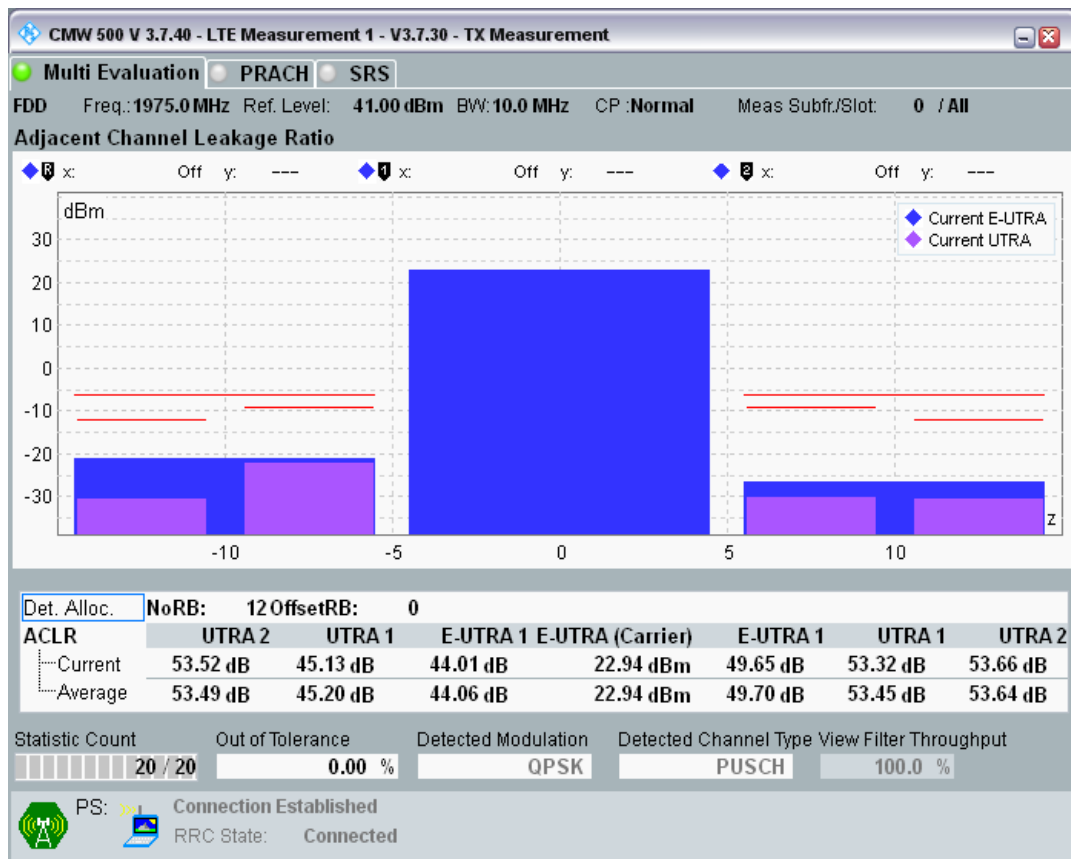 CMW 500 V 3.7.40 - LTE Measurement 1 - V3.7.30 - TX Measurement
Multi Evaluation PRACH SRS
FDD Freq.:1975.0 MHz Ref. Level: 41.00 dBm BW:10.0 MHz CP :Normal Meas Subfr./Slot: 0 / All
Adjacent Channel Leakage Ratio
R x: Off y: --- 1 x: Off y: --- 2 x: Off y: ---
dBm
Current E-UTRA
Current UTRA
30
20
10
0
-10
-20
-30
z
-10 -5 0 5 10
Det. Alloc. NoRB: 12 OffsetRB: 0
ACLR UTRA 2 UTRA 1 E-UTRA 1 E-UTRA (Carrier) E-UTRA 1 UTRA 1 UTRA 2
Current 53.52 dB 45.13 dB 44.01 dB 22.94 dBm 49.65 dB 53.32 dB 53.66 dB
Average 53.49 dB 45.20 dB 44.06 dB 22.94 dBm 49.70 dB 53.45 dB 53.64 dB
Statistic Count Out of Tolerance Detected Modulation Detected Channel Type View Filter Throughput
20 / 20 0.00 % QPSK PUSCH 100.0 %
PS: Connection Established
RRC State: Connected